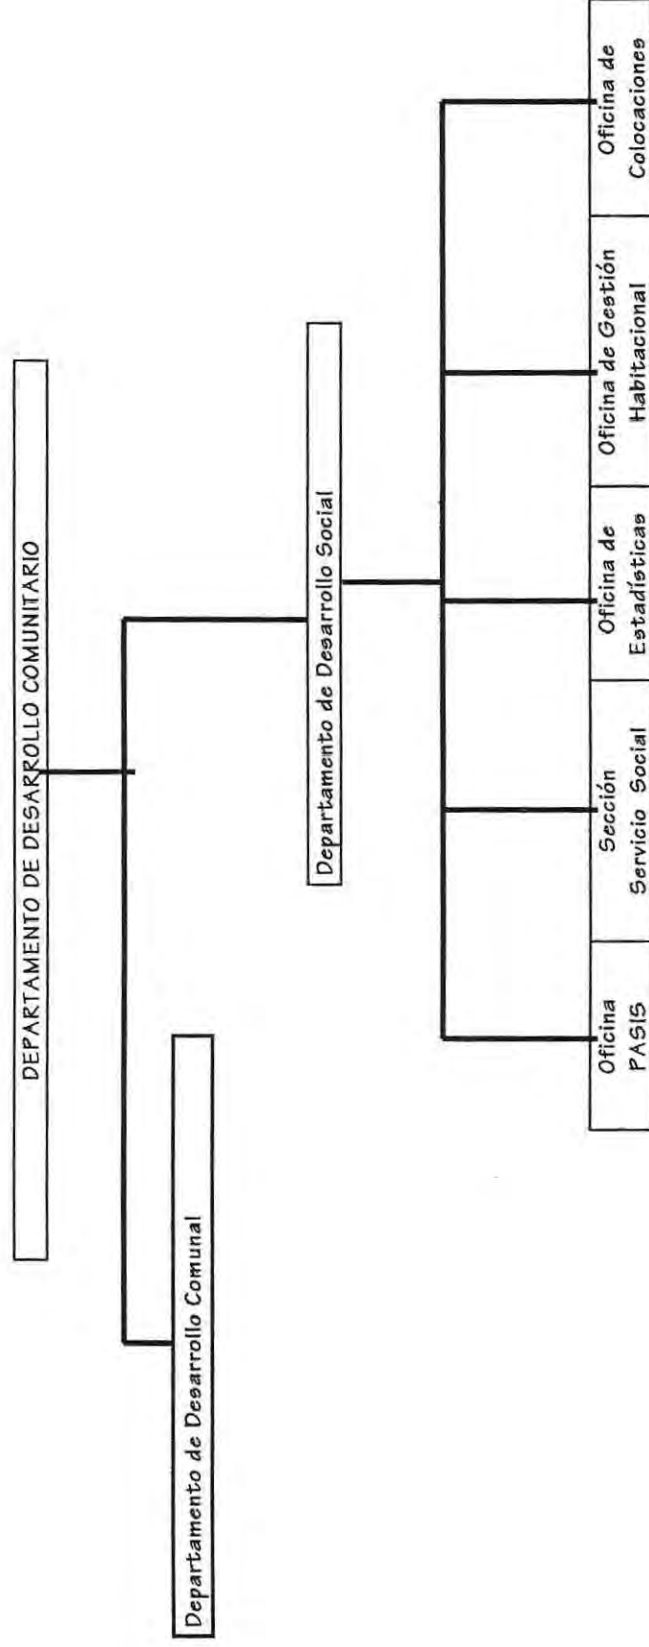 DEPARTAMENTO DE DESARROLLO COMUNITARIO
Departamento de Desarrollo Comunal
Departamento de Desarrollo Social
Oficina
PASIS
Sección
Servicio Social
Oficina de
Estadísticas
Oficina de Gestión
Habitacional
Oficina de
Colocaciones